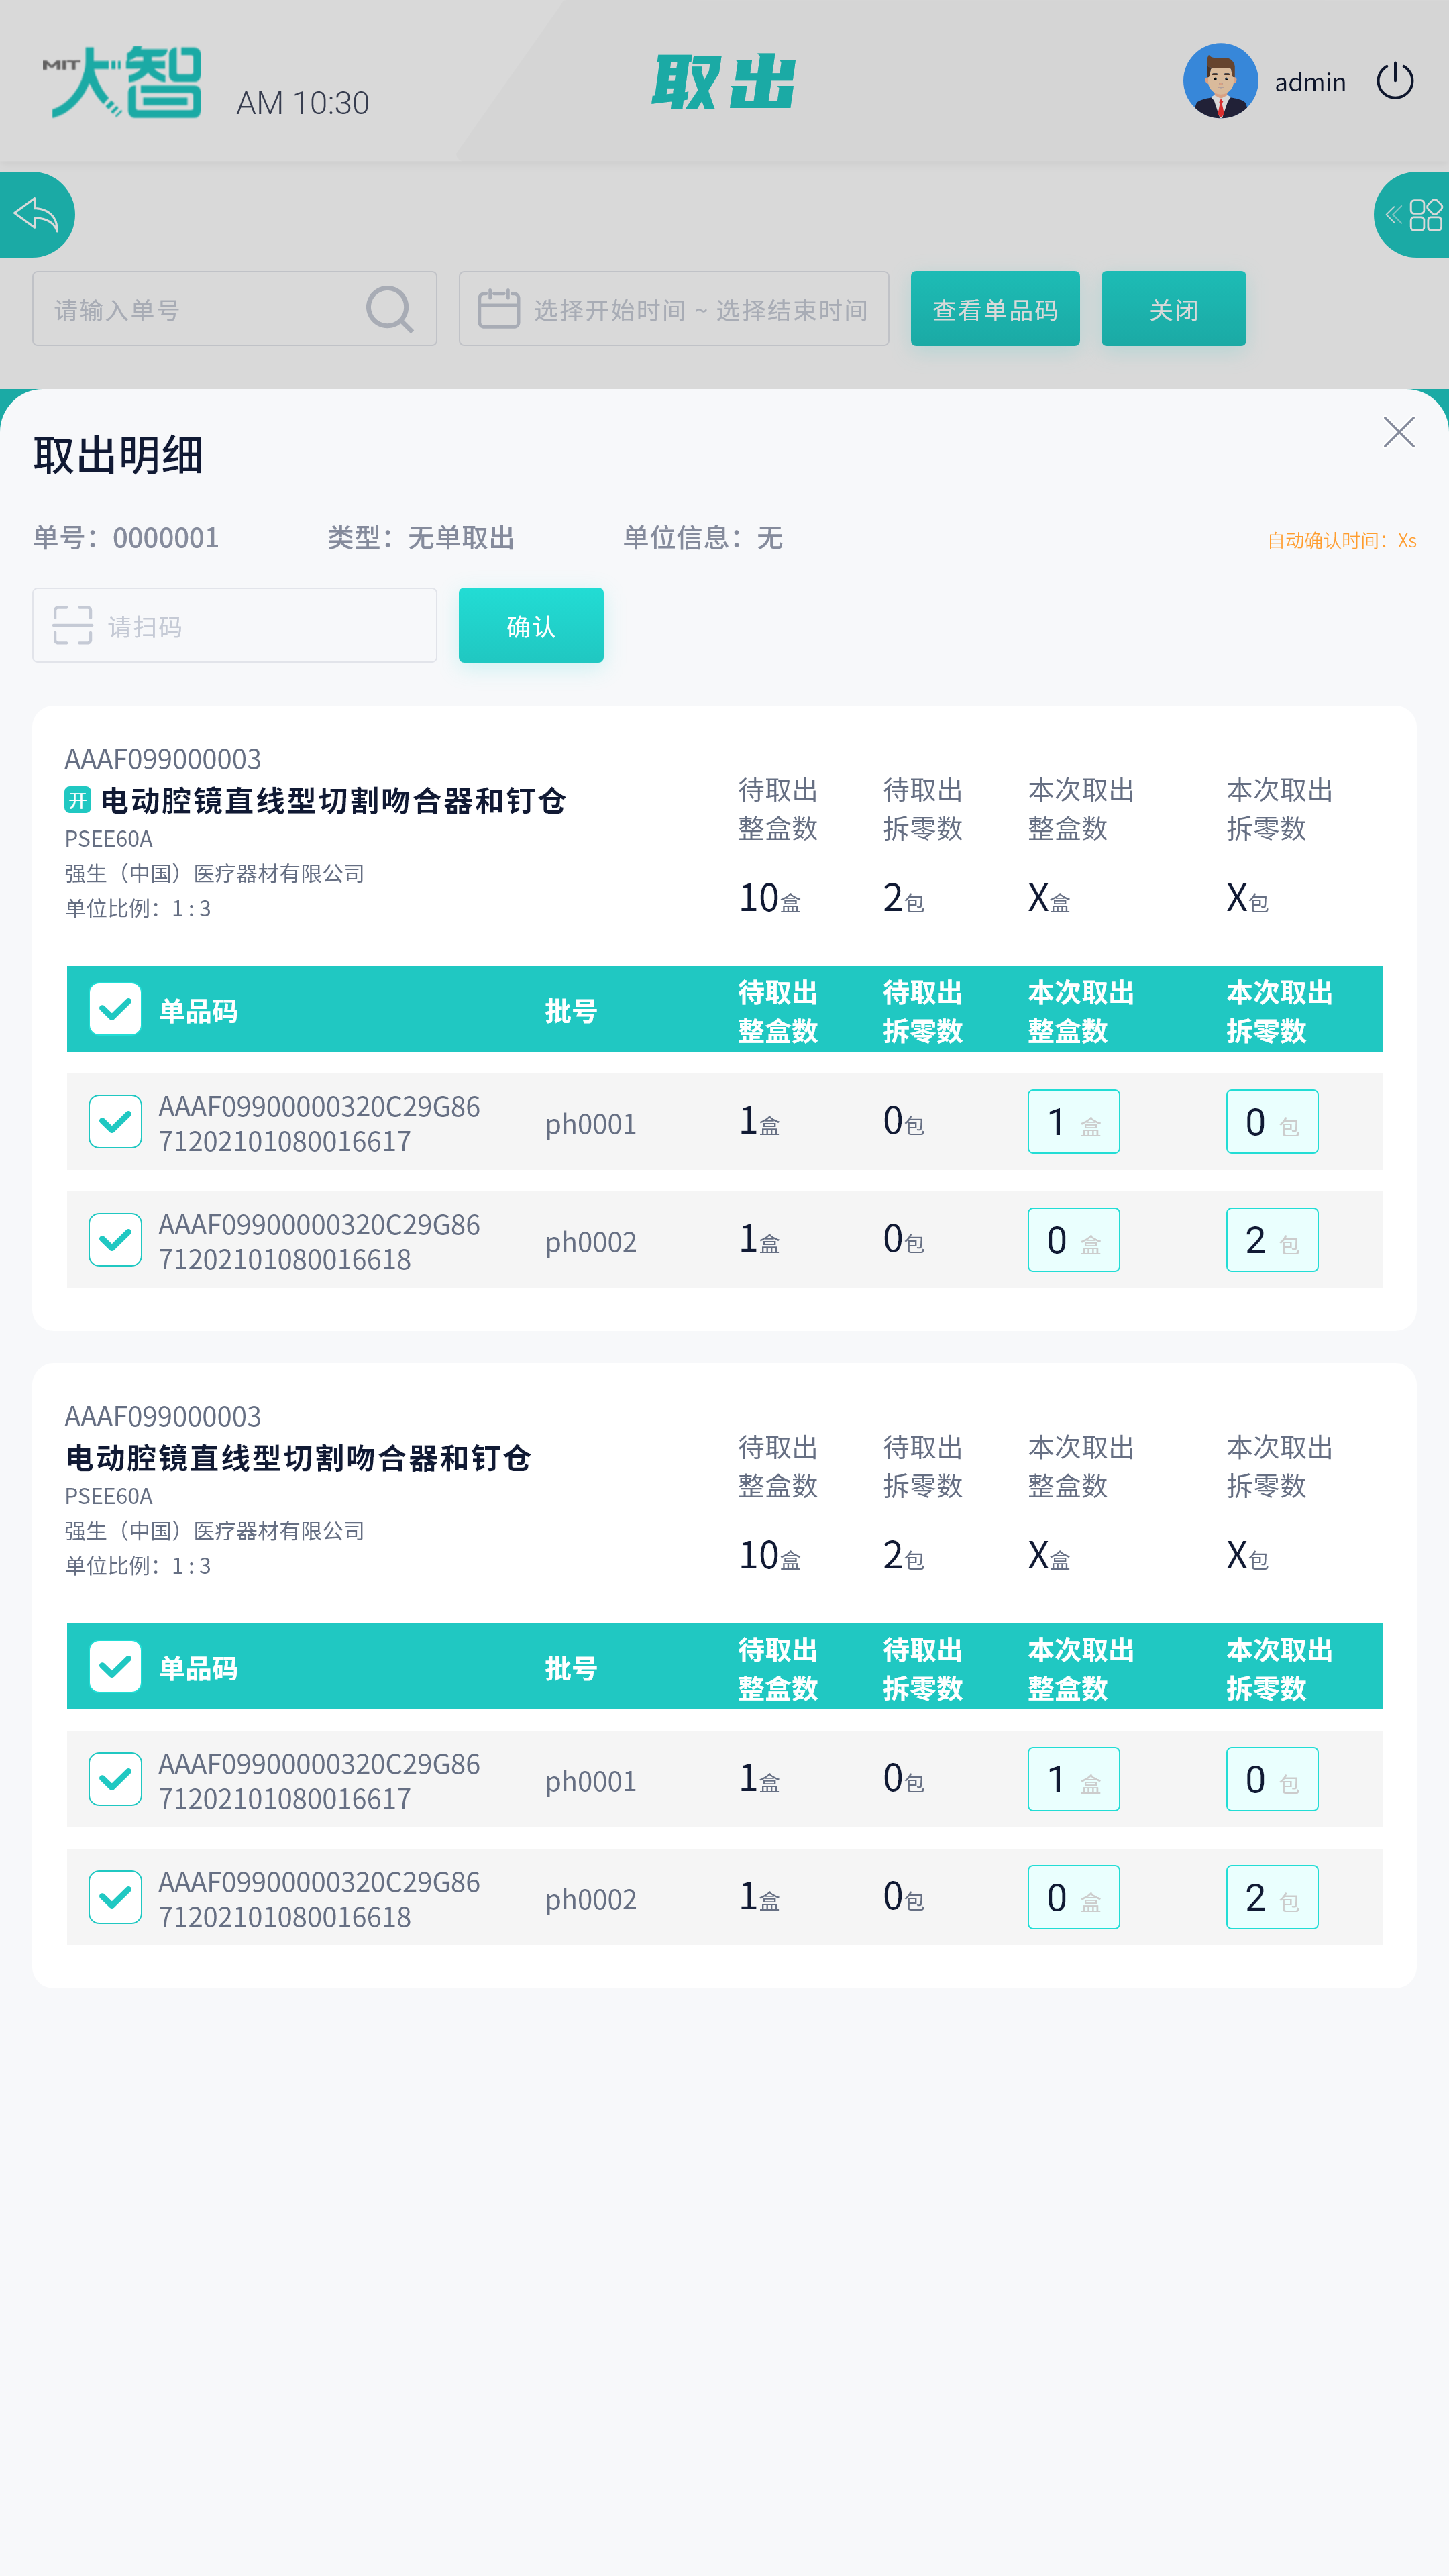 MIT大智
AM 10:30
取出
admin
请输入单号
选择开始时间 ~ 选择结束时间
查看单品码
关闭
取出明细
单号：0000001
类型：无单取出
单位信息：无
自动确认时间：Xs
请扫码
确认
AAAF099000003
开 电动腔镜直线型切割吻合器和钉仓
PSEE60A
强生（中国）医疗器材有限公司
单位比例：1 : 3
待取出 待取出 本次取出 本次取出
整盒数 拆零数 整盒数 拆零数
10盒 2包 X盒 X包
待取出 待取出 本次取出 本次取出
单品码 批号
整盒数 拆零数 整盒数 拆零数
AAAF09900000320C29G86
71202101080016617
ph0001 1盒 0包 1 盒 0 包
AAAF09900000320C29G86
71202101080016618
ph0002 1盒 0包 0 盒 2 包
AAAF099000003
电动腔镜直线型切割吻合器和钉仓
PSEE60A
强生（中国）医疗器材有限公司
单位比例：1 : 3
待取出 待取出 本次取出 本次取出
整盒数 拆零数 整盒数 拆零数
10盒 2包 X盒 X包
待取出 待取出 本次取出 本次取出
单品码 批号
整盒数 拆零数 整盒数 拆零数
AAAF09900000320C29G86
71202101080016617
ph0001 1盒 0包 1 盒 0 包
AAAF09900000320C29G86
71202101080016618
ph0002 1盒 0包 0 盒 2 包